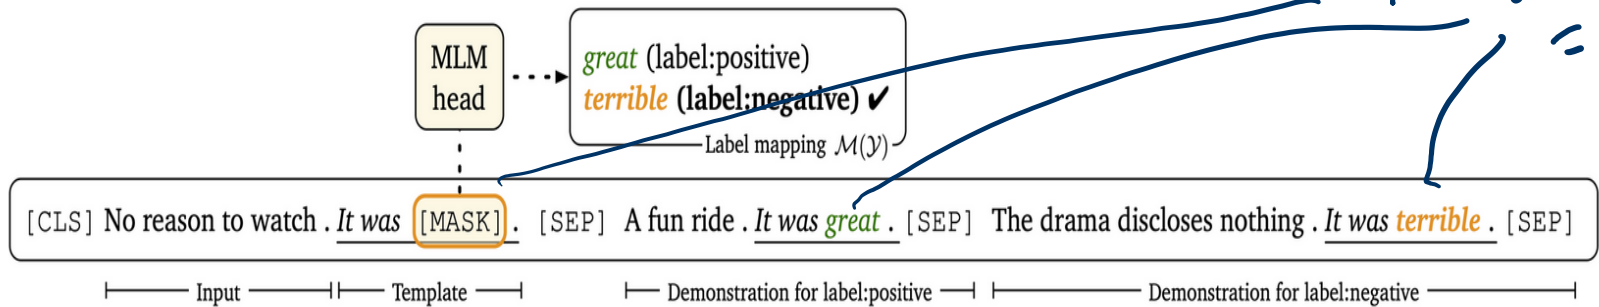 MLM
head
great (label:positive)
terrible (label:negative) ✔
Label mapping M(Y)
[CLS] No reason to watch . It was [MASK] . [SEP] A fun ride . It was great . [SEP] The drama discloses nothing . It was terrible . [SEP]
Input
Template
Demonstration for label:positive
Demonstration for label:negative